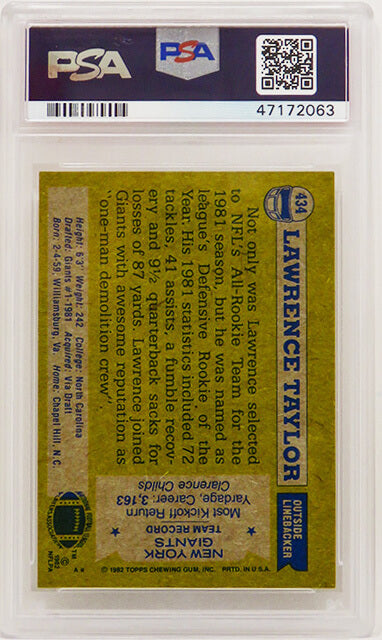 PSA
PSA
47172063
434
LAWRENCE TAYLOR
OUTSIDE
LINEBACKER
Not only was Lawrence selected
to NFL's All-Rookie Team for the
1981 season, but he was named as
league's Defensive Rookie of the
Year. His 1981 statistics included 72
tackles, 41 assists, a fumble recov-
ery and 9½ quarterback sacks for
losses of 87 yards. Lawrence joined
Giants with awesome reputation as
"one-man demolition crew".
Height: 6'3" Weight: 242 College: North Carolina
Drafted: Giants #1-1981 Acquired: Via Draft
Born: 2-4-59, Williamsburg, Va. Home: Chapel Hill, N.C.
NEW YORK
GIANTS
TEAM RECORD
Most Kickoff Return
Yardage, Career: 3,163
Clarence Childs
© 1982 TOPPS CHEWING GUM, INC. PRTD. IN U.S.A.
TM
©
1982
NFLPA
A